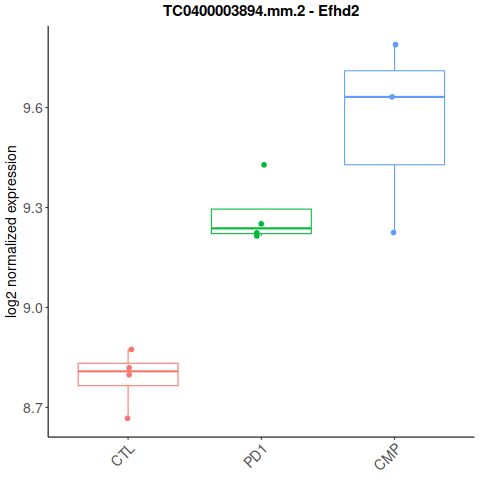 TC0400003894.mm.2 - Efhd2
log2 normalized expression
9.6
9.3
9.0
8.7
CTL
PD1
CMP